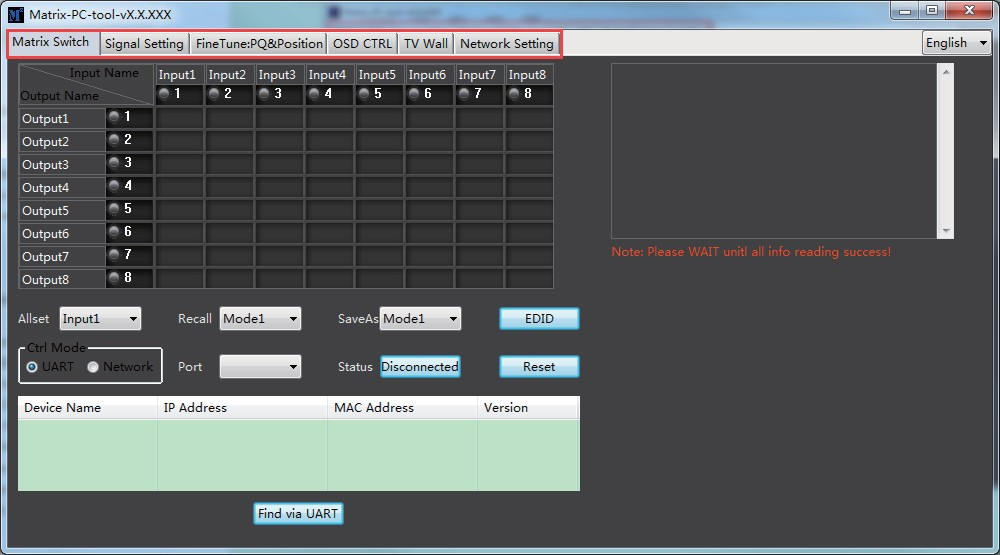 Matrix-PC-tool-vX.X.XXX
Matrix Switch Signal Setting FineTune:PQ&Position OSD CTRL TV Wall Network Setting English
Input Name Input1 Input2 Input3 Input4 Input5 Input6 Input7 Input8
Output Name 1 2 3 4 5 6 7 8
Output1 1
Output2 2
Output3 3
Output4 4
Output5 5
Output6 6
Output7 7
Output8 8
Note: Please WAIT unitl all info reading success!
Allset Input1 Recall Mode1 SaveAs Mode1 EDID
Ctrl Mode
UART Network Port Status Disconnected Reset
Device Name IP Address MAC Address Version
Find via UART